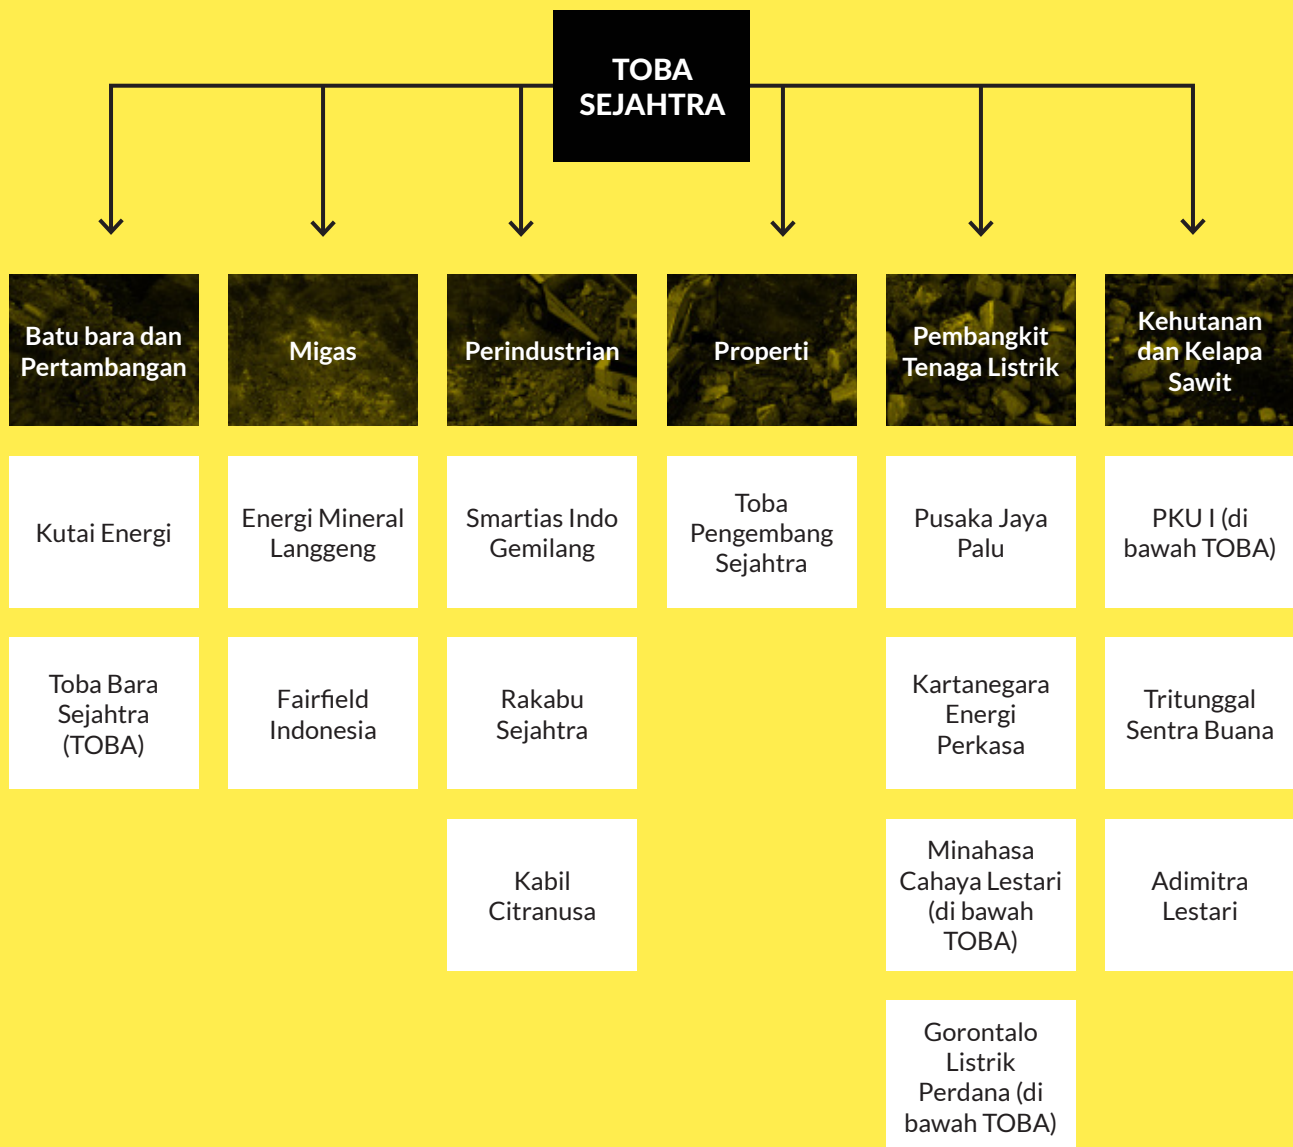 TOBA
SEJAHTRA
Batu bara dan
Pertambangan
Migas
Perindustrian
Properti
Pembangkit
Tenaga Listrik
Kehutanan
dan Kelapa
Sawit
Kutai Energi
Energi Mineral
Langgeng
Smartias Indo
Gemilang
Toba
Pengembang
Sejahtra
Pusaka Jaya
Palu
PKU I (di
bawah TOBA)
Toba Bara
Sejahtra
(TOBA)
Fairfield
Indonesia
Rakabu
Sejahtra
Kartanegara
Energi
Perkasa
Tritunggal
Sentra Buana
Kabil
Citranusa
Minahasa
Cahaya Lestari
(di bawah
TOBA)
Adimitra
Lestari
Gorontalo
Listrik
Perdana (di
bawah TOBA)